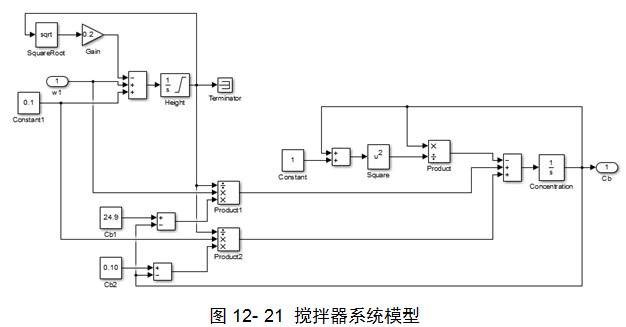 sqrt
SquareRoot
0.2
Gain
1
w1
0.1
Constant1
−
+
+
1
s
Height
Terminator
1
Constant
+
+
u²
Square
×
÷
Product
−
+
+
1
s
Concentration
1
Cb
÷
×
×
Product1
24.9
Cb1
+
−
÷
×
×
Product2
0.10
Cb2
+
−
图 12- 21 搅拌器系统模型